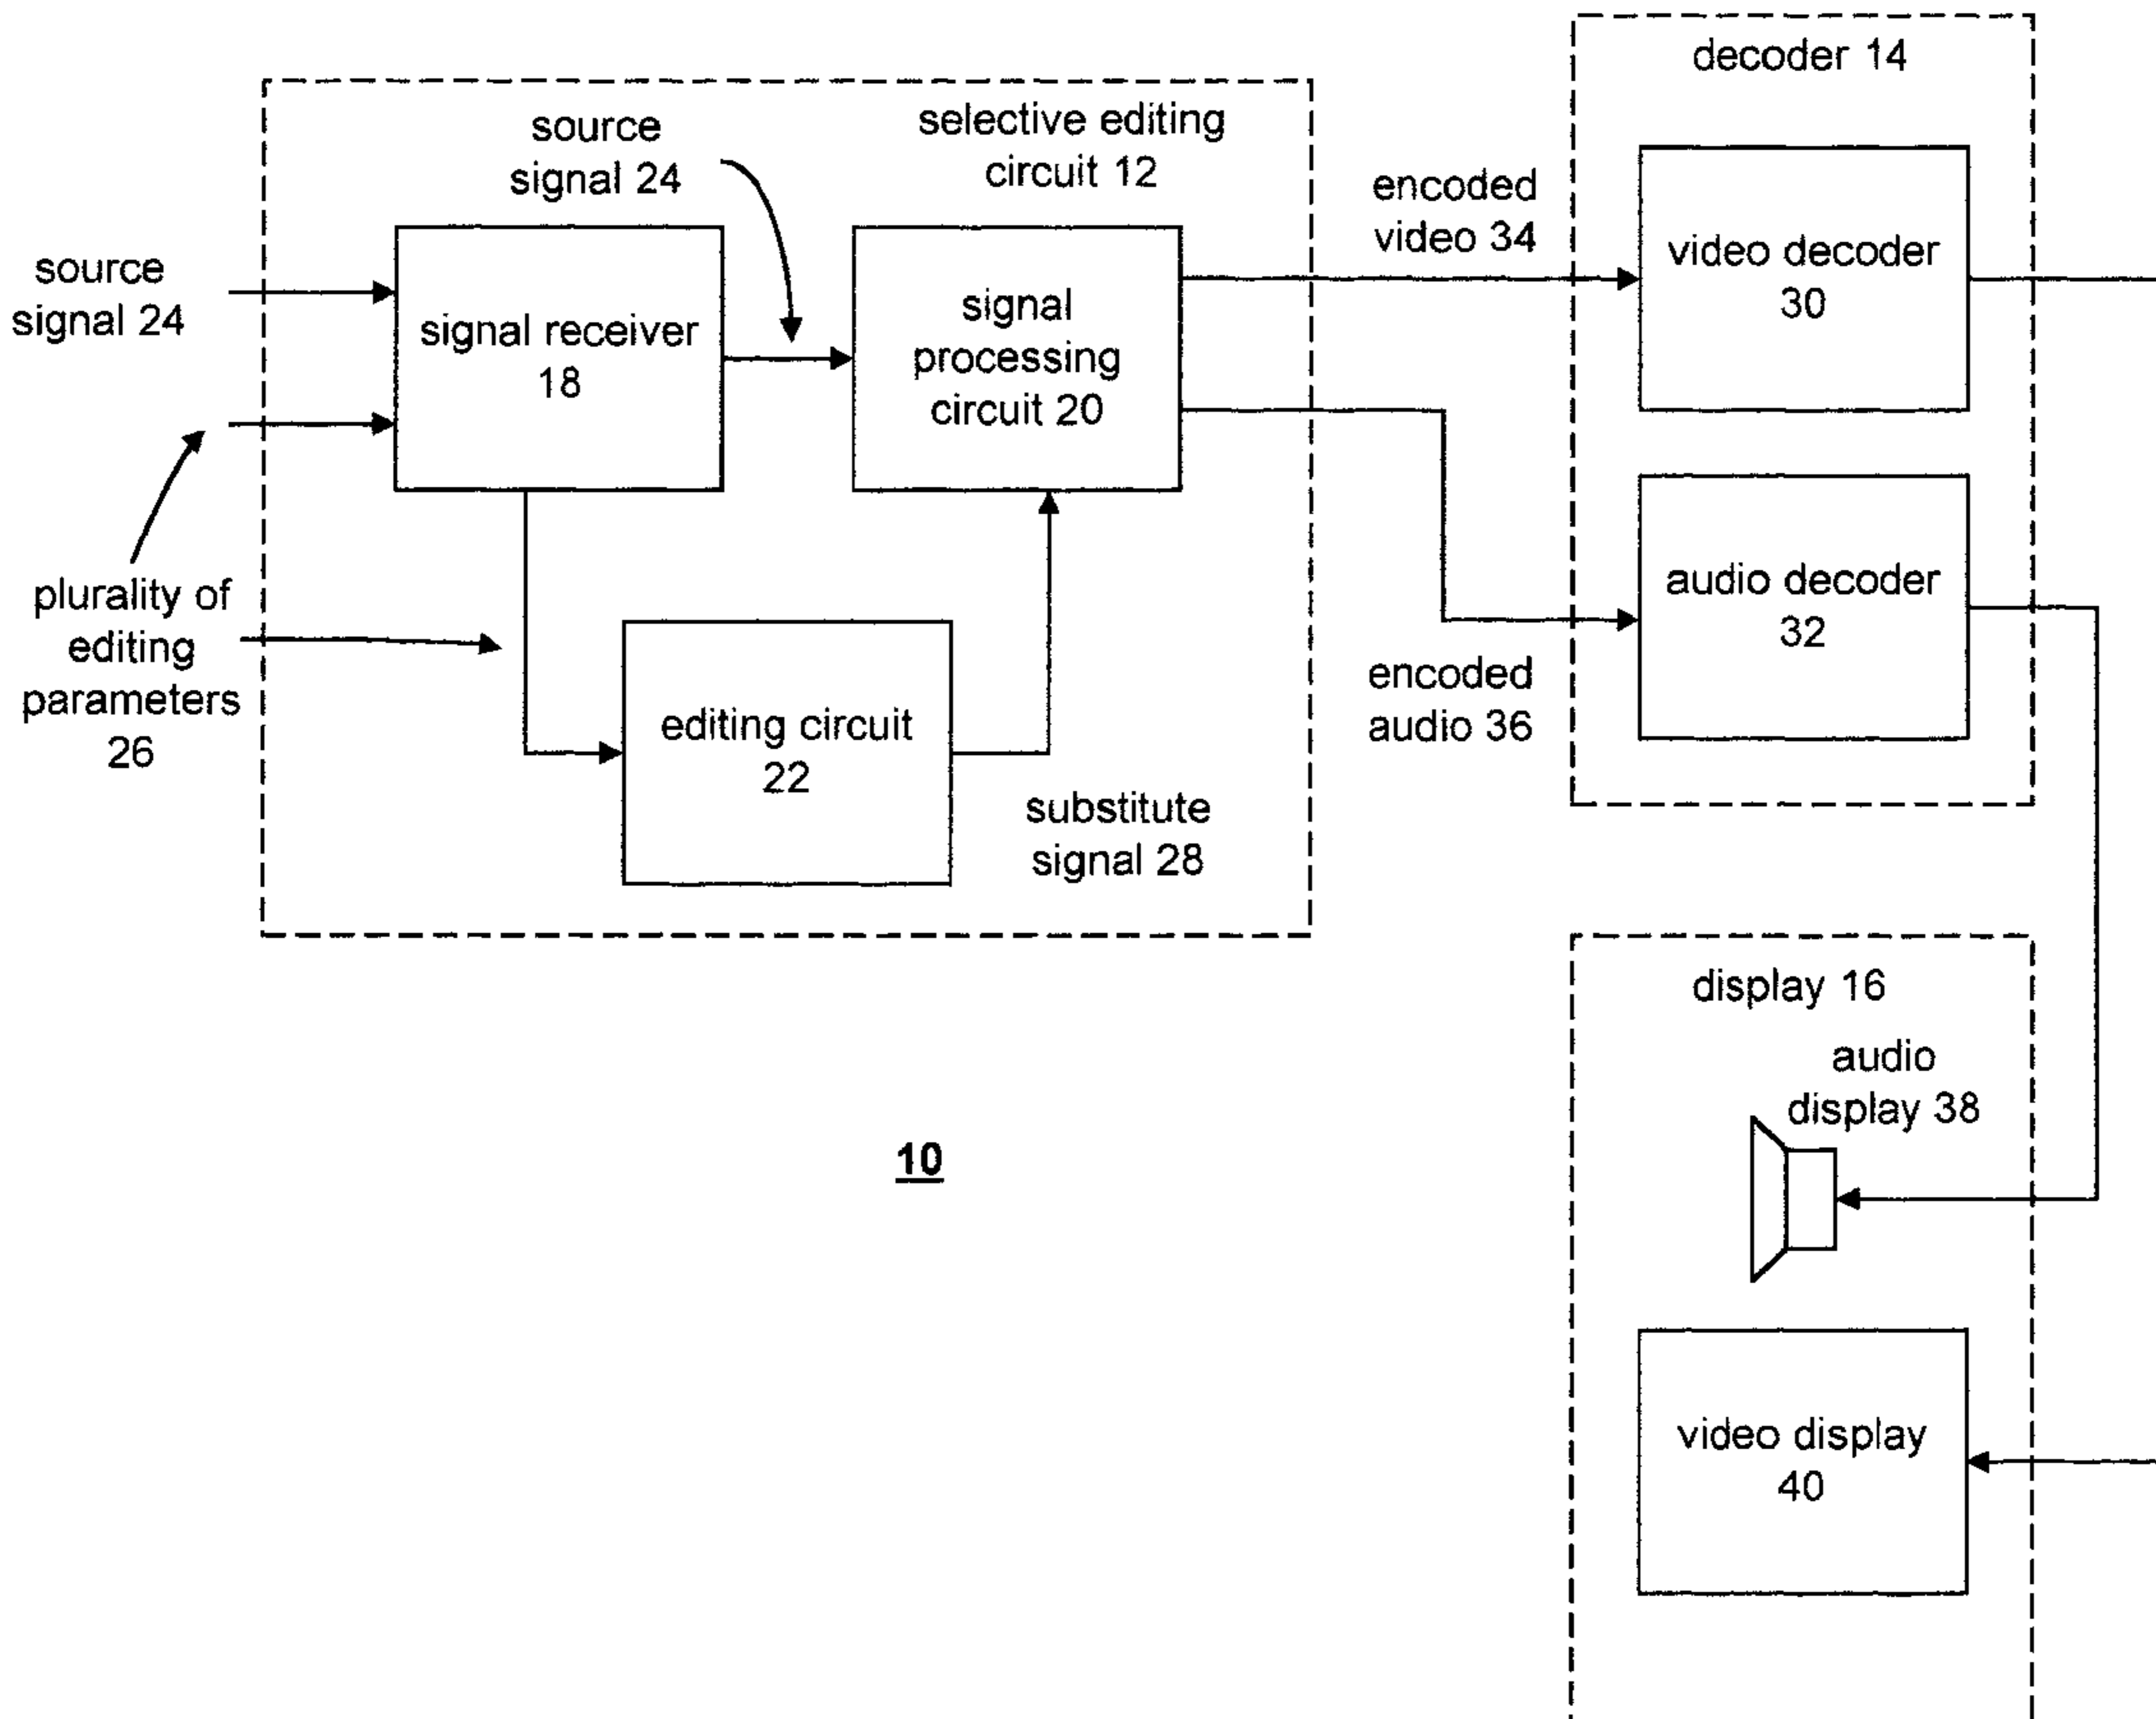 decoder 14
source
signal 24
selective editing
circuit 12
encoded
video 34
source
signal 24
signal receiver
18
signal
processing
circuit 20
video decoder
30
plurality of
editing
parameters
26
editing circuit
22
substitute
signal 28
encoded
audio 36
audio decoder
32
10
display 16
audio
display 38
video display
40